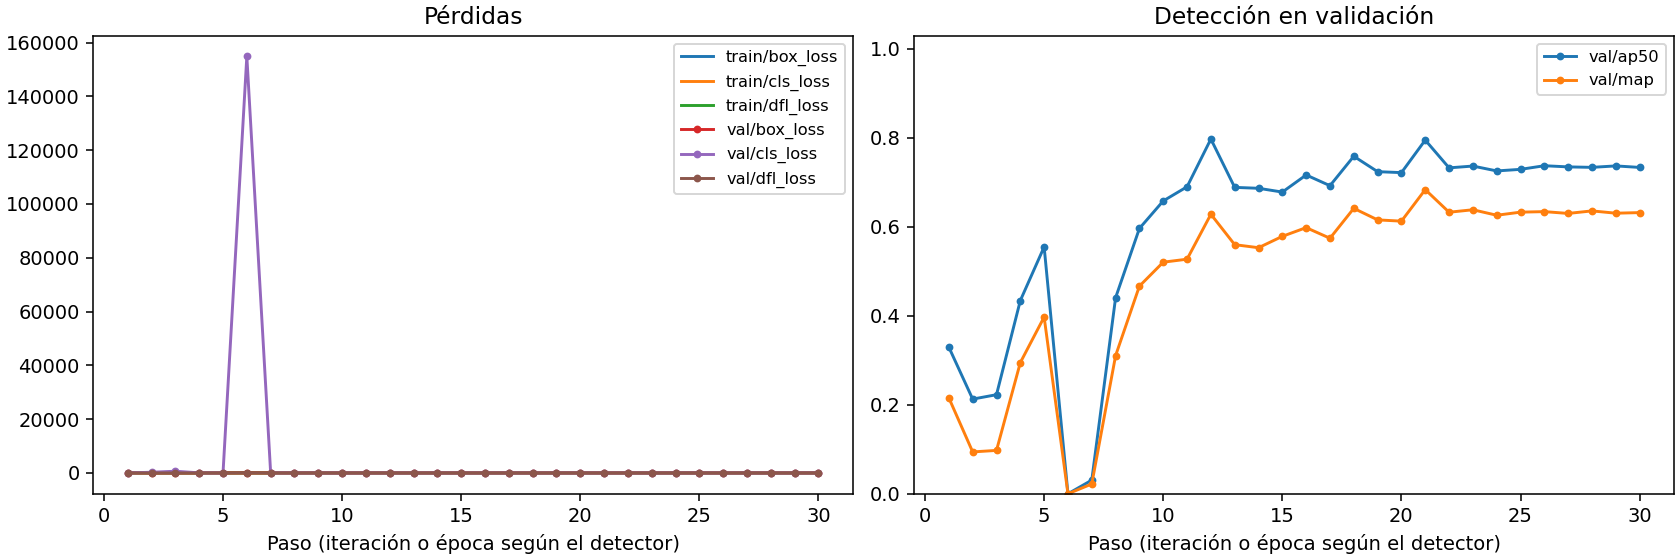 Pérdidas
160000
140000
120000
100000
80000
60000
40000
20000
0
train/box_loss
train/cls_loss
train/dfl_loss
val/box_loss
val/cls_loss
val/dfl_loss
0 5 10 15 20 25 30
Paso (iteración o época según el detector)
Detección en validación
1.0
0.8
0.6
0.4
0.2
0.0
val/ap50
val/map
0 5 10 15 20 25 30
Paso (iteración o época según el detector)